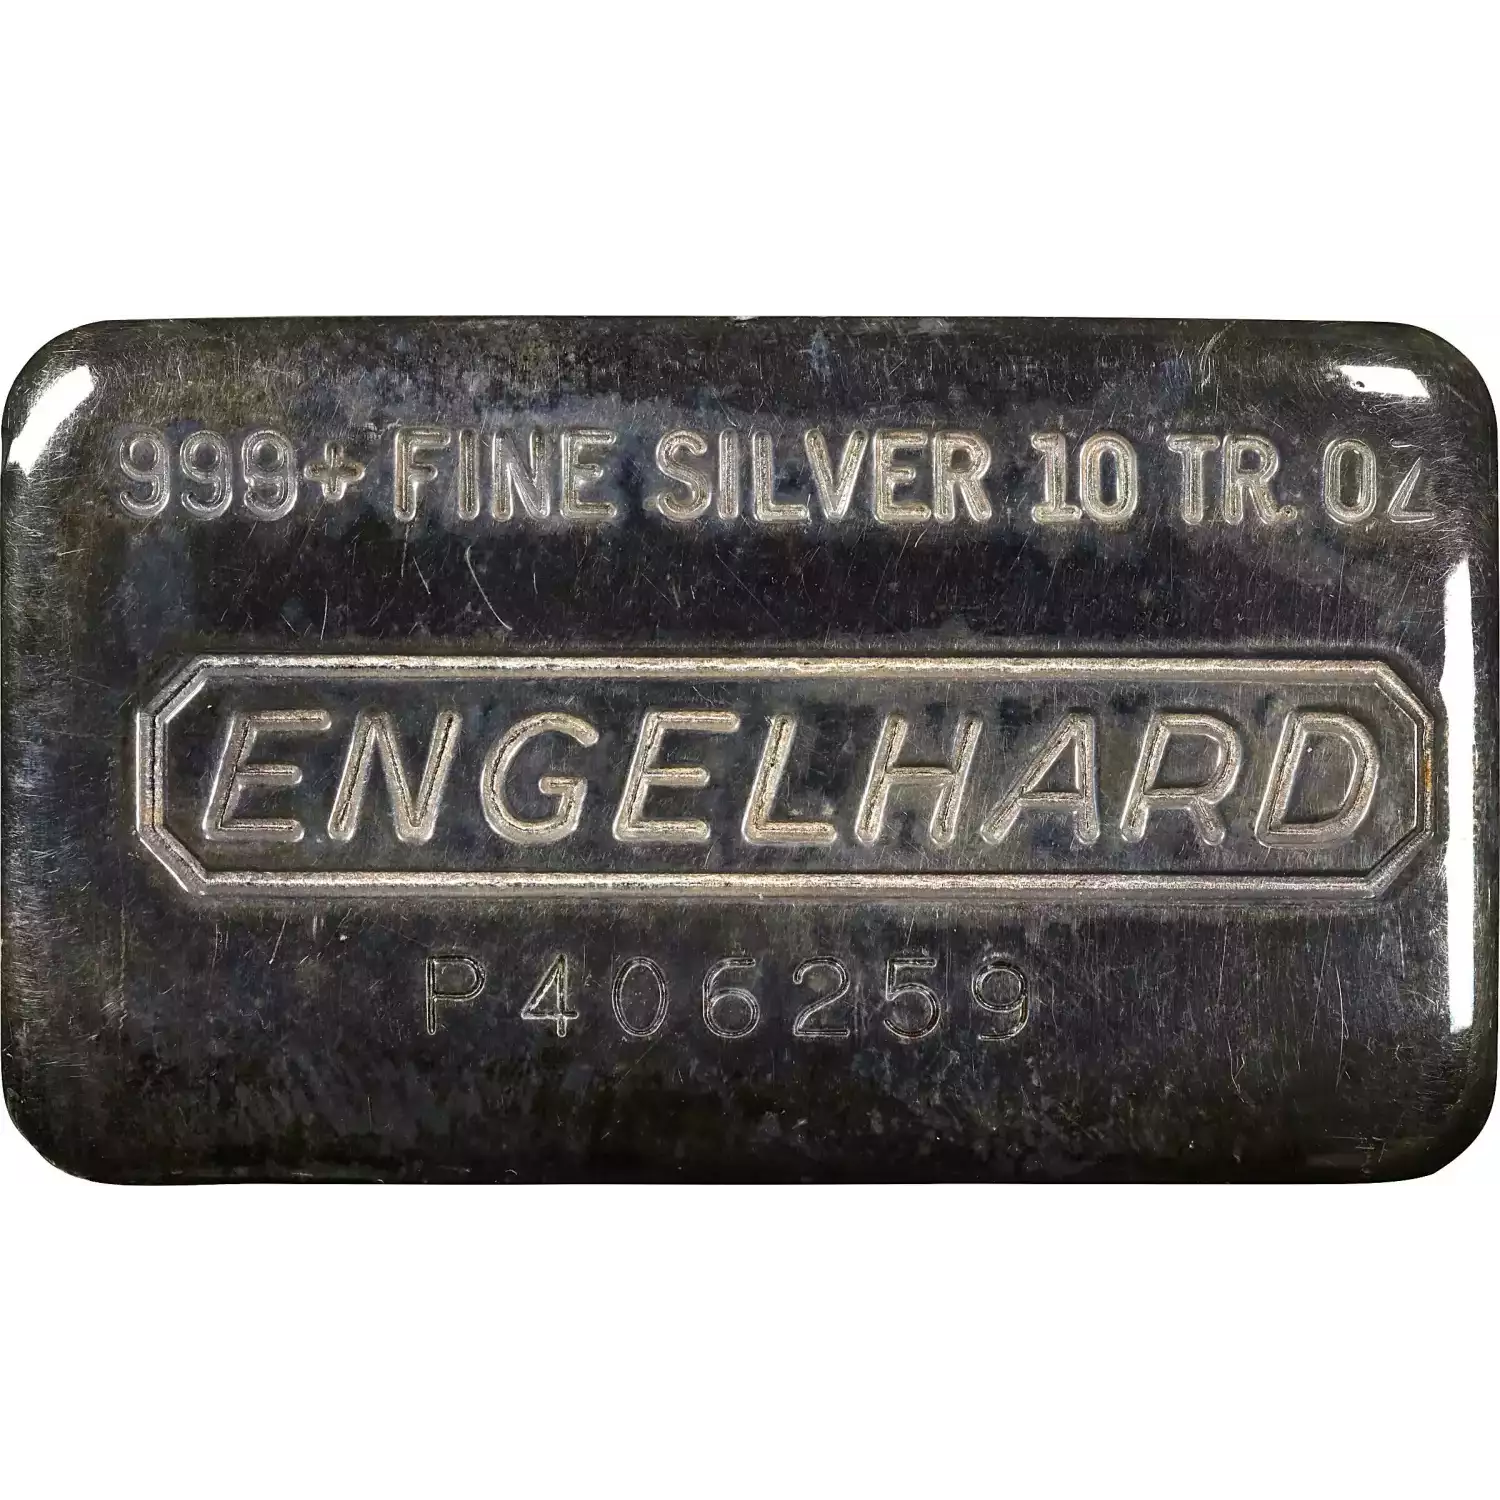 999+ FINE SILVER 10 TR. OZ
ENGELHARD
P406259